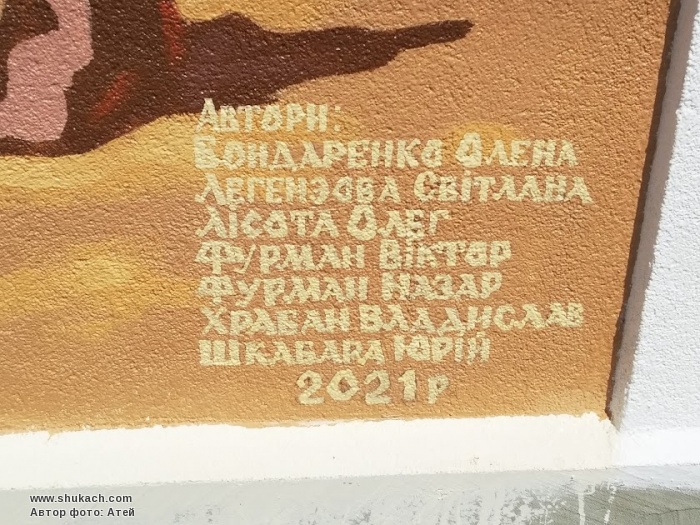 Автори:
Бондаренко Олена
Легензова Світлана
Лісота Олег
Фурман Віктор
Фурман Назар
Храбан Владислав
Шкабара Юрій
2021р
www.shukach.com
Автор фото: Атей